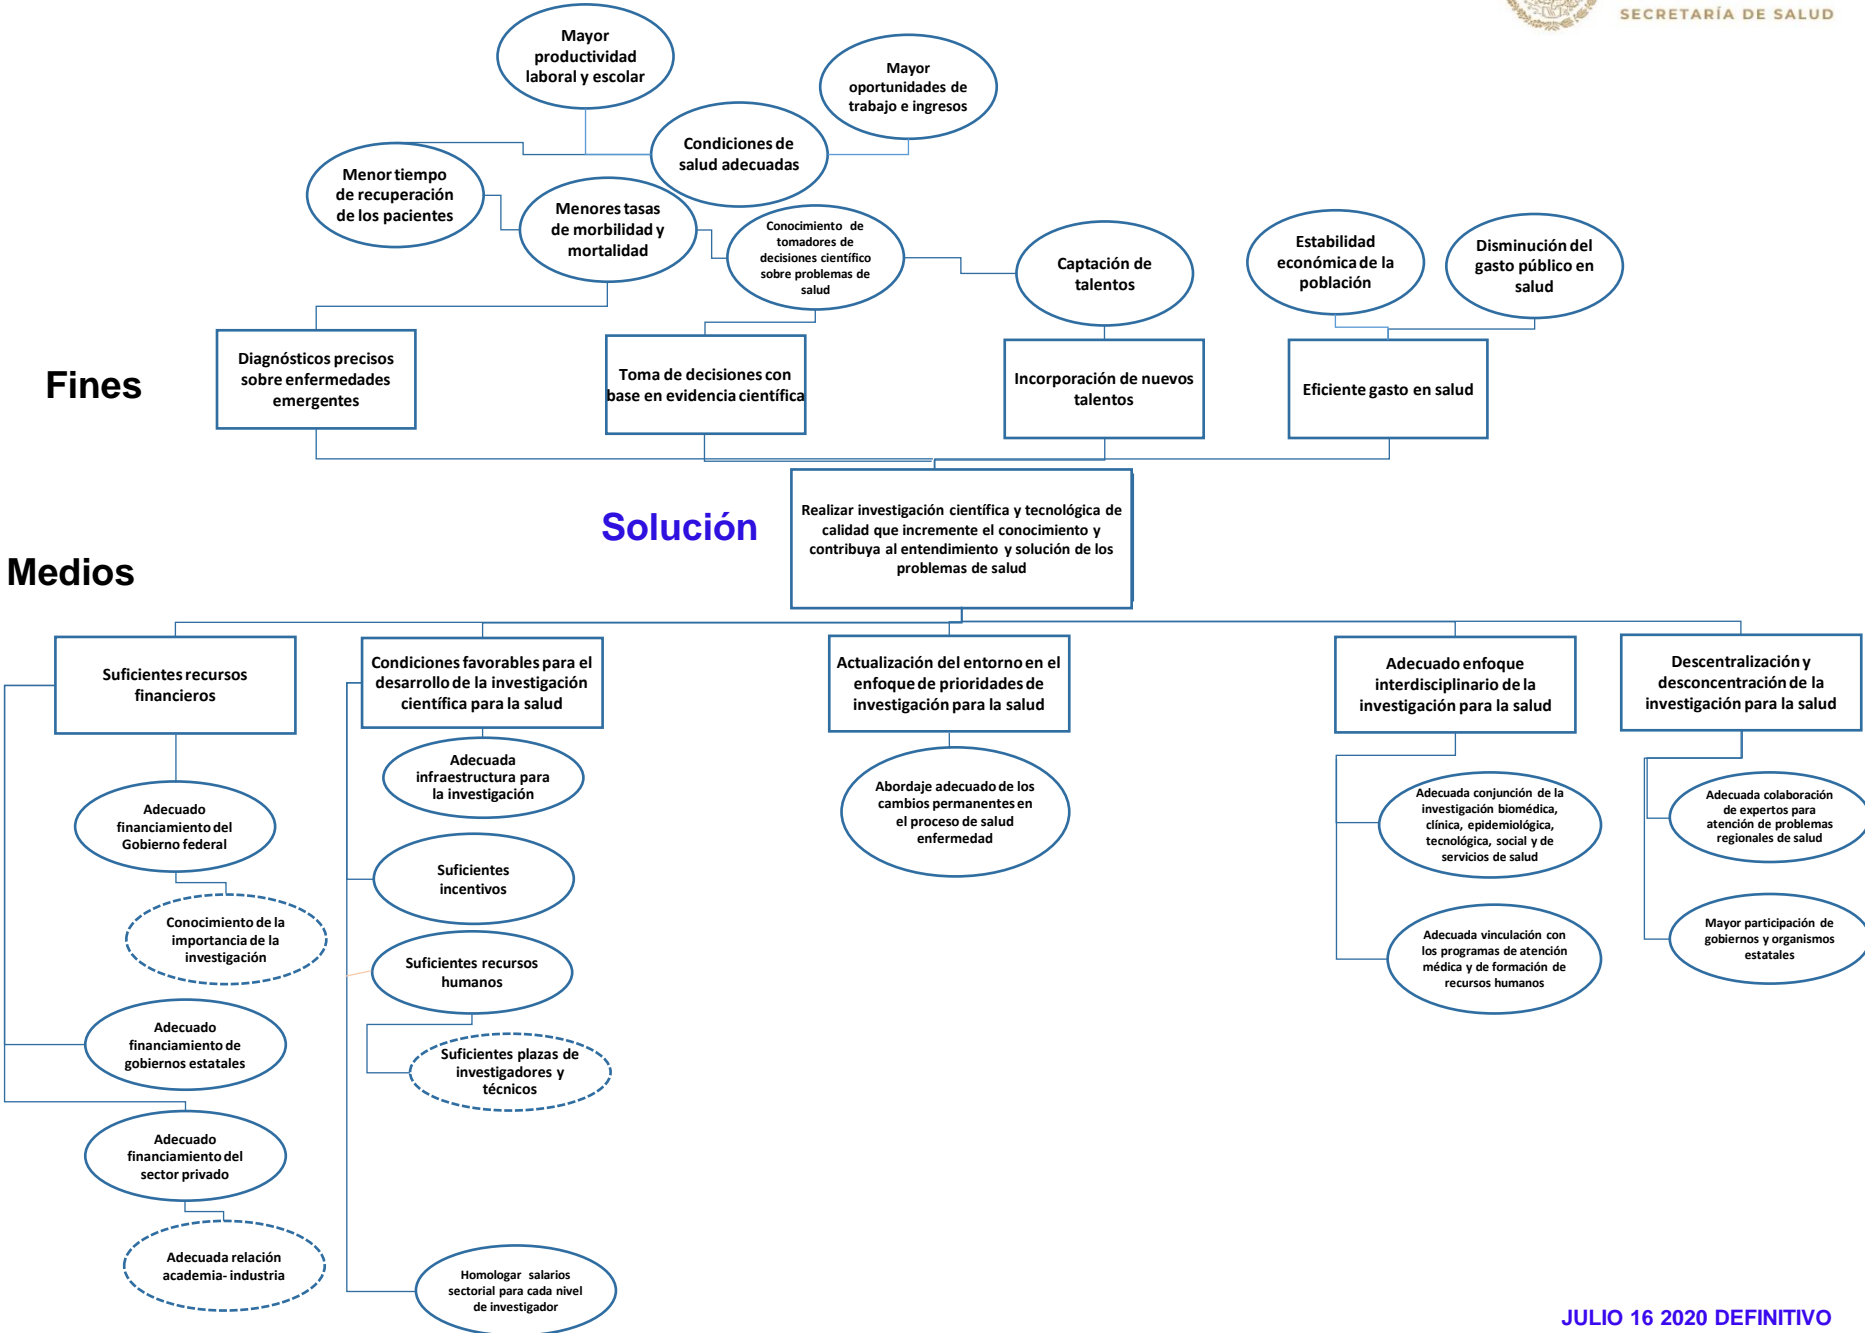 SECRETARÍA DE SALUD
Mayor
productividad
laboral y escolar
Mayor
oportunidades de
trabajo e ingresos
Condiciones de
salud adecuadas
Menor tiempo
de recuperación
de los pacientes
Menores tasas
de morbilidad y
mortalidad
Conocimiento de
tomadores de
decisiones científico
sobre problemas de
salud
Captación de
talentos
Estabilidad
económica de la
población
Disminución del
gasto público en
salud
Fines
Diagnósticos precisos
sobre enfermedades
emergentes
Toma de decisiones con
base en evidencia científica
Incorporación de nuevos
talentos
Eficiente gasto en salud
Solución
Realizar investigación científica y tecnológica de
calidad que incremente el conocimiento y
contribuya al entendimiento y solución de los
problemas de salud
Medios
Suficientes recursos
financieros
Condiciones favorables para el
desarrollo de la investigación
científica para la salud
Actualización del entorno en el
enfoque de prioridades de
investigación para la salud
Adecuado enfoque
interdisciplinario de la
investigación para la salud
Descentralización y
desconcentración de la
investigación para la salud
Adecuado
financiamiento del
Gobierno federal
Conocimiento de la
importancia de la
investigación
Adecuado
financiamiento de
gobiernos estatales
Adecuado
financiamiento del
sector privado
Adecuada relación
academia- industria
Adecuada
infraestructura para
la investigación
Suficientes
incentivos
Suficientes recursos
humanos
Suficientes plazas de
investigadores y
técnicos
Homologar salarios
sectorial para cada nivel
de investigador
Abordaje adecuado de los
cambios permanentes en
el proceso de salud
enfermedad
Adecuada conjunción de la
investigación biomédica,
clínica, epidemiológica,
tecnológica, social y de
servicios de salud
Adecuada vinculación con
los programas de atención
médica y de formación de
recursos humanos
Adecuada colaboración
de expertos para
atención de problemas
regionales de salud
Mayor participación de
gobiernos y organismos
estatales
JULIO 16 2020 DEFINITIVO